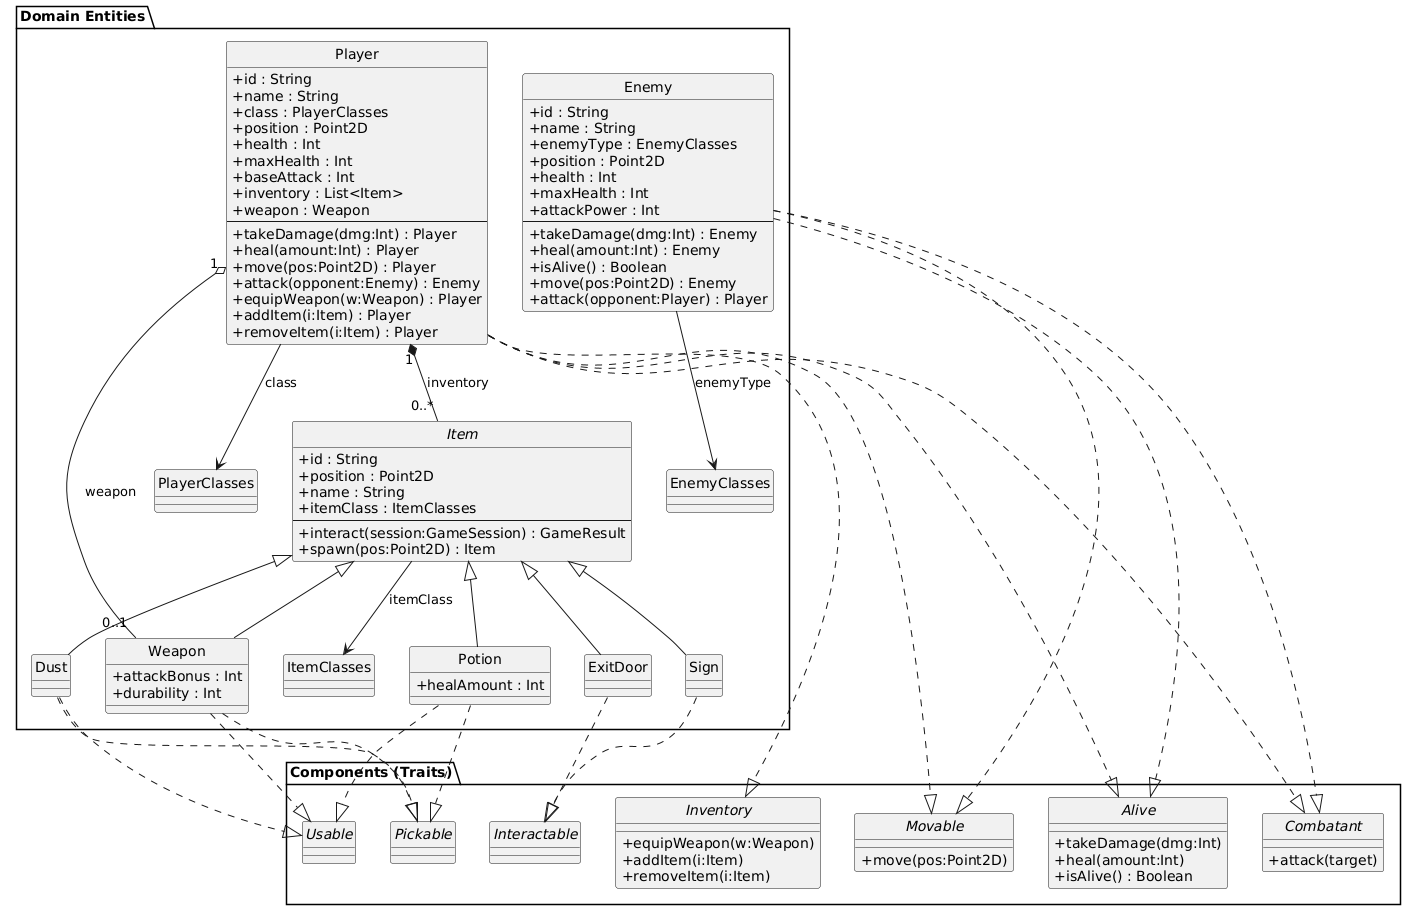 Domain Entities
Player
+id : String
+name : String
+class : PlayerClasses
+position : Point2D
+health : Int
+maxHealth : Int
+baseAttack : Int
+inventory : List<Item>
+weapon : Weapon
+takeDamage(dmg:Int) : Player
+heal(amount:Int) : Player
+move(pos:Point2D) : Player
+attack(opponent:Enemy) : Enemy
+equipWeapon(w:Weapon) : Player
+addItem(i:Item) : Player
+removeItem(i:Item) : Player
Enemy
+id : String
+name : String
+enemyType : EnemyClasses
+position : Point2D
+health : Int
+maxHealth : Int
+attackPower : Int
+takeDamage(dmg:Int) : Enemy
+heal(amount:Int) : Enemy
+isAlive() : Boolean
+move(pos:Point2D) : Enemy
+attack(opponent:Player) : Player
1
1
class
inventory
enemyType
0..*
weapon
PlayerClasses
Item
+id : String
+position : Point2D
+name : String
+itemClass : ItemClasses
+interact(session:GameSession) : GameResult
+spawn(pos:Point2D) : Item
EnemyClasses
itemClass
0..1
Dust
Weapon
+attackBonus : Int
+durability : Int
ItemClasses
Potion
+healAmount : Int
ExitDoor
Sign
Components (Traits)
Usable
Pickable
Interactable
Inventory
+equipWeapon(w:Weapon)
+addItem(i:Item)
+removeItem(i:Item)
Movable
+move(pos:Point2D)
Alive
+takeDamage(dmg:Int)
+heal(amount:Int)
+isAlive() : Boolean
Combatant
+attack(target)